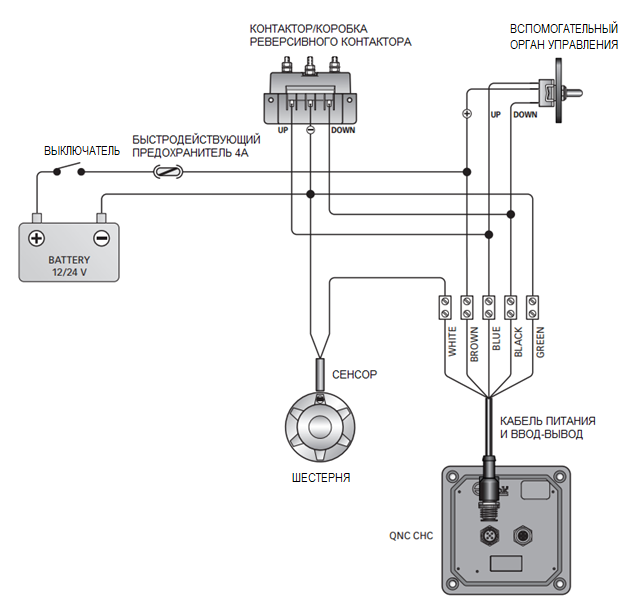 КОНТАКТОР/КОРОБКА
РЕВЕРСИВНОГО КОНТАКТОРА
ВСПОМОГАТЕЛЬНЫЙ
ОРГАН УПРАВЛЕНИЯ
UP
DOWN
UP
DOWN
ВЫКЛЮЧАТЕЛЬ
БЫСТРОДЕЙСТВУЮЩИЙ
ПРЕДОХРАНИТЕЛЬ 4А
BATTERY
12/24 V
WHITE
BROWN
BLUE
BLACK
GREEN
СЕНСОР
ШЕСТЕРНЯ
КАБЕЛЬ ПИТАНИЯ
И ВВОД-ВЫВОД
QNC CHC